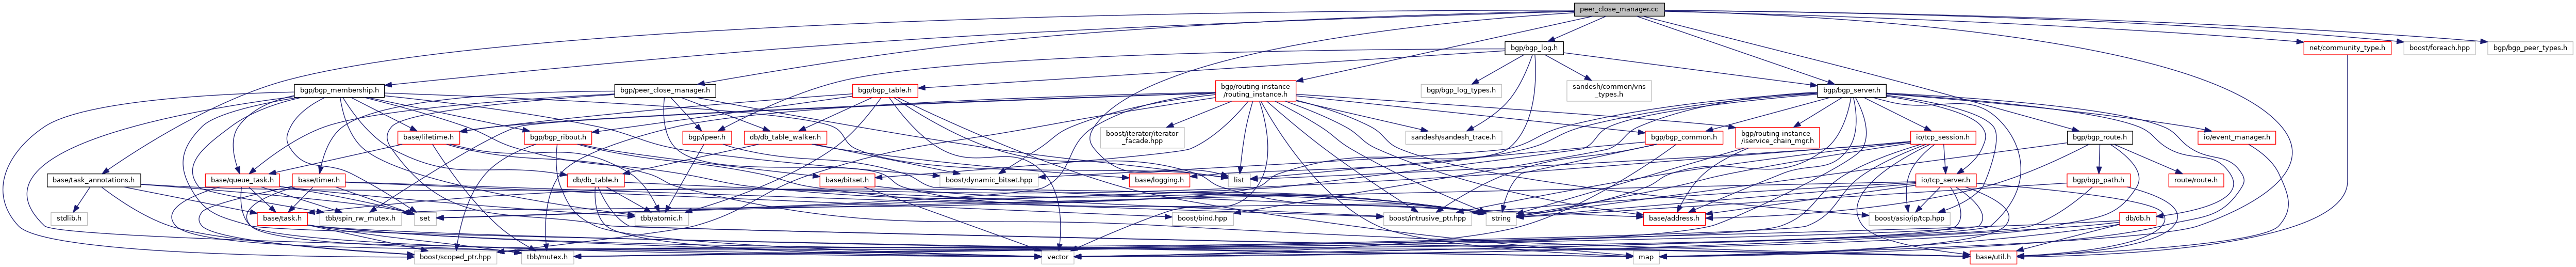 peer_close_manager.cc
bgp/bgp_log.h
net/community_type.h
boost/foreach.hpp
bgp/bgp_peer_types.h
bgp/bgp_membership.h
bgp/peer_close_manager.h
bgp/bgp_table.h
bgp/routing-instance
/routing_instance.h
bgp/bgp_log_types.h
sandesh/common/vns
_types.h
bgp/bgp_server.h
base/lifetime.h
bgp/bgp_ribout.h
bgp/ipeer.h
db/db_table_walker.h
boost/iterator/iterator
_facade.hpp
sandesh/sandesh_trace.h
bgp/bgp_common.h
bgp/routing-instance
/iservice_chain_mgr.h
io/tcp_session.h
bgp/bgp_route.h
io/event_manager.h
base/task_annotations.h
base/queue_task.h
base/timer.h
db/db_table.h
base/bitset.h
boost/dynamic_bitset.hpp
base/logging.h
list
io/tcp_server.h
bgp/bgp_path.h
route/route.h
stdlib.h
base/task.h
tbb/spin_rw_mutex.h
set
tbb/atomic.h
boost/bind.hpp
boost/intrusive_ptr.hpp
string
base/address.h
boost/asio/ip/tcp.hpp
db/db.h
boost/scoped_ptr.hpp
tbb/mutex.h
vector
map
base/util.h